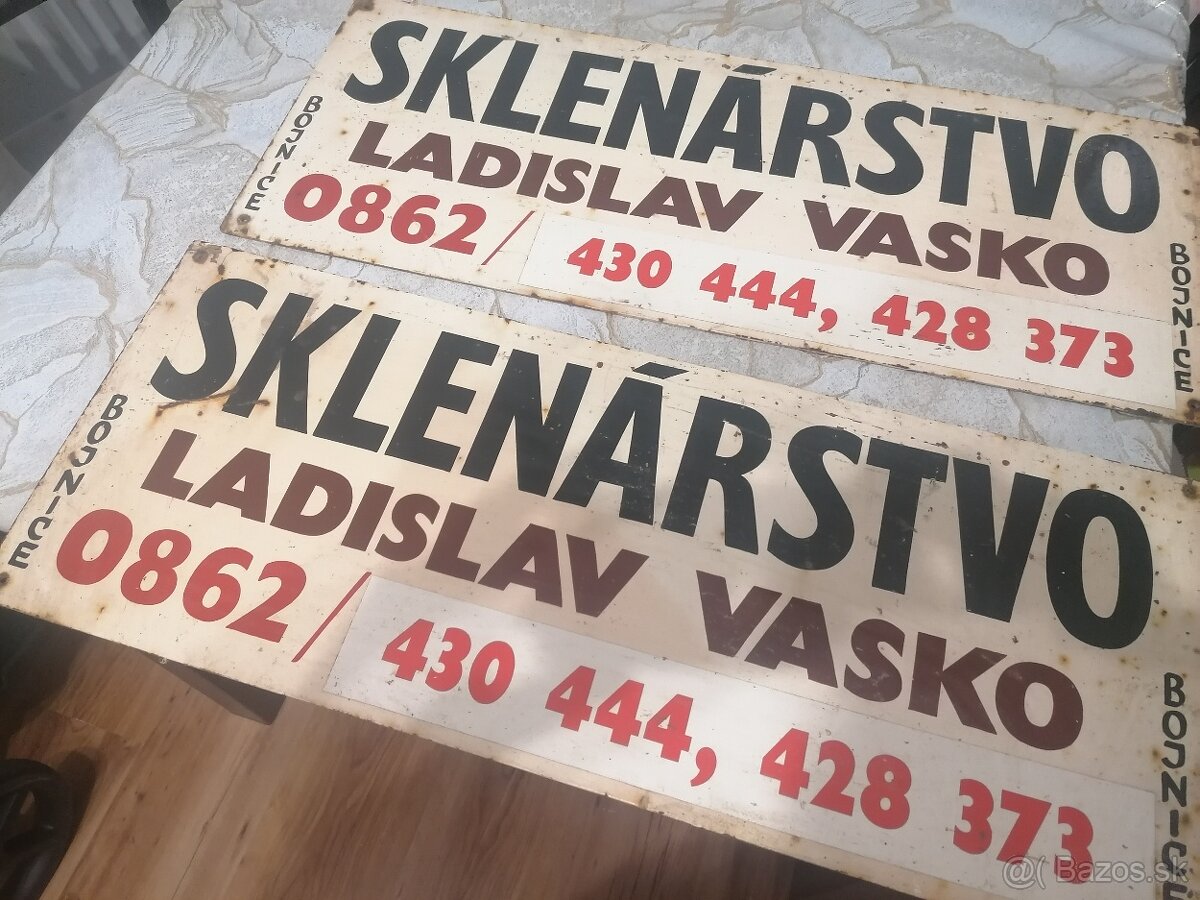 SKLENÁRSTVO
LADISLAV VASKO
0862/ 430 444, 428 373
BOJNICE
BOJNICE
SKLENÁRSTVO
LADISLAV VASKO
0862/ 430 444, 428 373
BOJNICE
BOJNICE
@( Bazos.sk